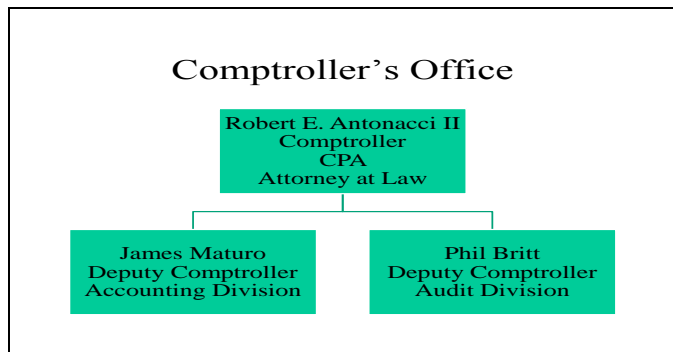 Comptroller's Office
Robert E. Antonacci II
Comptroller
CPA
Attorney at Law
James Maturo
Deputy Comptroller
Accounting Division
Phil Britt
Deputy Comptroller
Audit Division